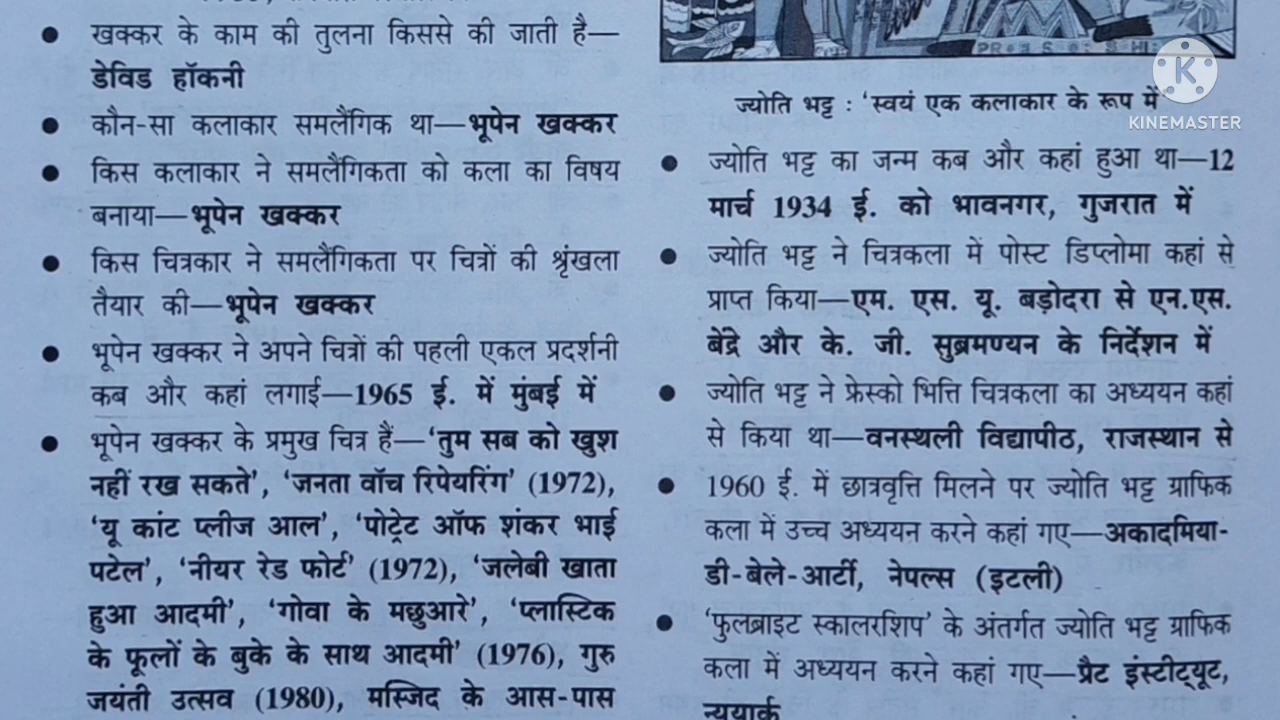 खक्कर के काम की तुलना किससे की जाती है—
डेविड हॉकनी
कौन-सा कलाकार समलैंगिक था—भूपेन खक्कर
किस कलाकार ने समलैंगिकता को कला का विषय
बनाया—भूपेन खक्कर
किस चित्रकार ने समलैंगिकता पर चित्रों की श्रृंखला
तैयार की—भूपेन खक्कर
भूपेन खक्कर ने अपने चित्रों की पहली एकल प्रदर्शनी
कब और कहां लगाई—1965 ई. में मुंबई में
भूपेन खक्कर के प्रमुख चित्र हैं—‘तुम सब को खुश
नहीं रख सकते’, ‘जनता वॉच रिपेयरिंग’ (1972),
‘यू कांट प्लीज आल’, ‘पोट्रेट ऑफ शंकर भाई
पटेल’, ‘नीयर रेड फोर्ट’ (1972), ‘जलेबी खाता
हुआ आदमी’, ‘गोवा के मछुआरे’, ‘प्लास्टिक
के फूलों के बुके के साथ आदमी’ (1976), गुरु
जयंती उत्सव (1980), मस्जिद के आस-पास
ज्योति भट्ट : ‘स्वयं एक कलाकार के रूप में
KINEMASTER
ज्योति भट्ट का जन्म कब और कहां हुआ था—12
मार्च 1934 ई. को भावनगर, गुजरात में
ज्योति भट्ट ने चित्रकला में पोस्ट डिप्लोमा कहां से
प्राप्त किया—एम. एस. यू. बड़ोदरा से एन.एस.
बेंद्रे और के. जी. सुब्रमण्यन के निर्देशन में
ज्योति भट्ट ने फ्रेस्को भित्ति चित्रकला का अध्ययन कहां
से किया था—वनस्थली विद्यापीठ, राजस्थान से
1960 ई. में छात्रवृत्ति मिलने पर ज्योति भट्ट ग्राफिक
कला में उच्च अध्ययन करने कहां गए—अकादमिया-
डी-बेले-आर्टी, नेपल्स (इटली)
‘फुलब्राइट स्कालरशिप’ के अंतर्गत ज्योति भट्ट ग्राफिक
कला में अध्ययन करने कहां गए—प्रैट इंस्टीट्यूट,
न्यूयार्क